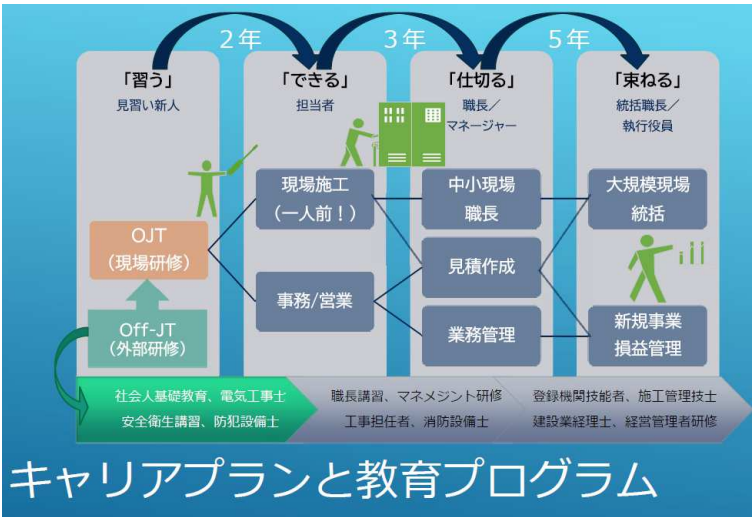 2年
3年
5年
「習う」
見習い新人
「できる」
担当者
「仕切る」
職長／
マネージャー
「束ねる」
統括職長／
執行役員
OJT
(現場研修)
Off-JT
(外部研修)
現場施工
(一人前！)
事務/営業
中小現場
職長
見積作成
業務管理
大規模現場
統括
新規事業
損益管理
社会人基礎教育、電気工事士
安全衛生講習、防犯設備士
職長講習、マネメジント研修
工事担任者、消防設備士
登録機関技能者、施工管理技士
建設業経理士、経営管理者研修
キャリアプランと教育プログラム